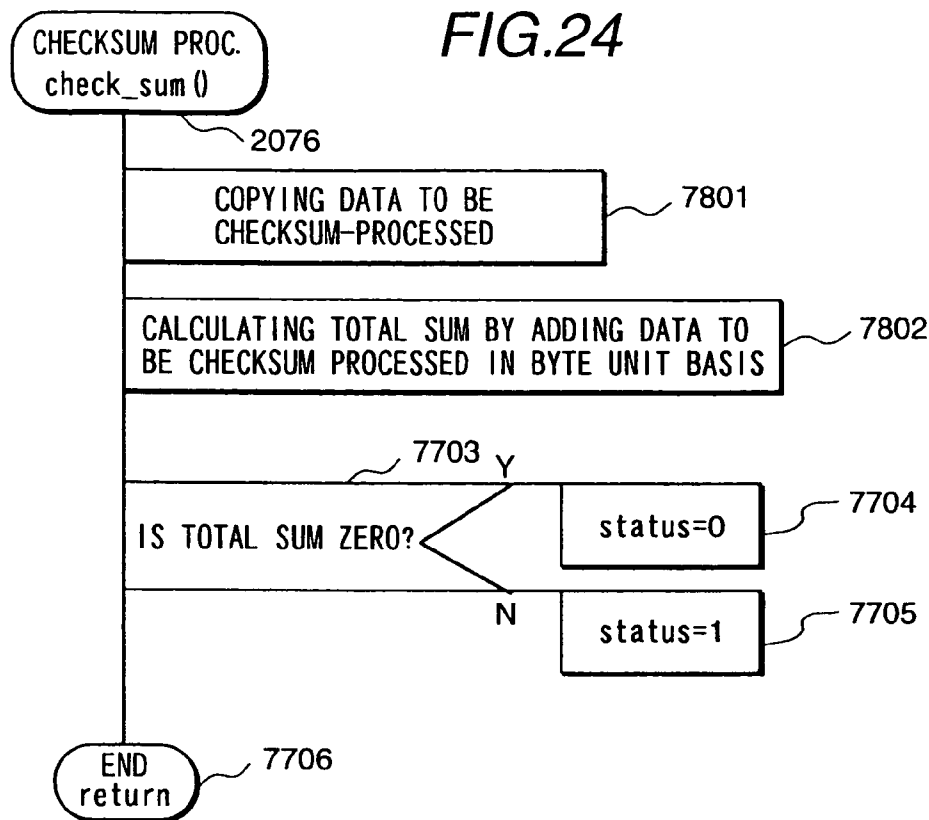 FIG.24
CHECKSUM PROC.
check_sum()
2076
COPYING DATA TO BE
CHECKSUM-PROCESSED
7801
CALCULATING TOTAL SUM BY ADDING DATA TO
BE CHECKSUM PROCESSED IN BYTE UNIT BASIS
7802
7703
Y
IS TOTAL SUM ZERO?
status=0
7704
N
status=1
7705
END
return
7706